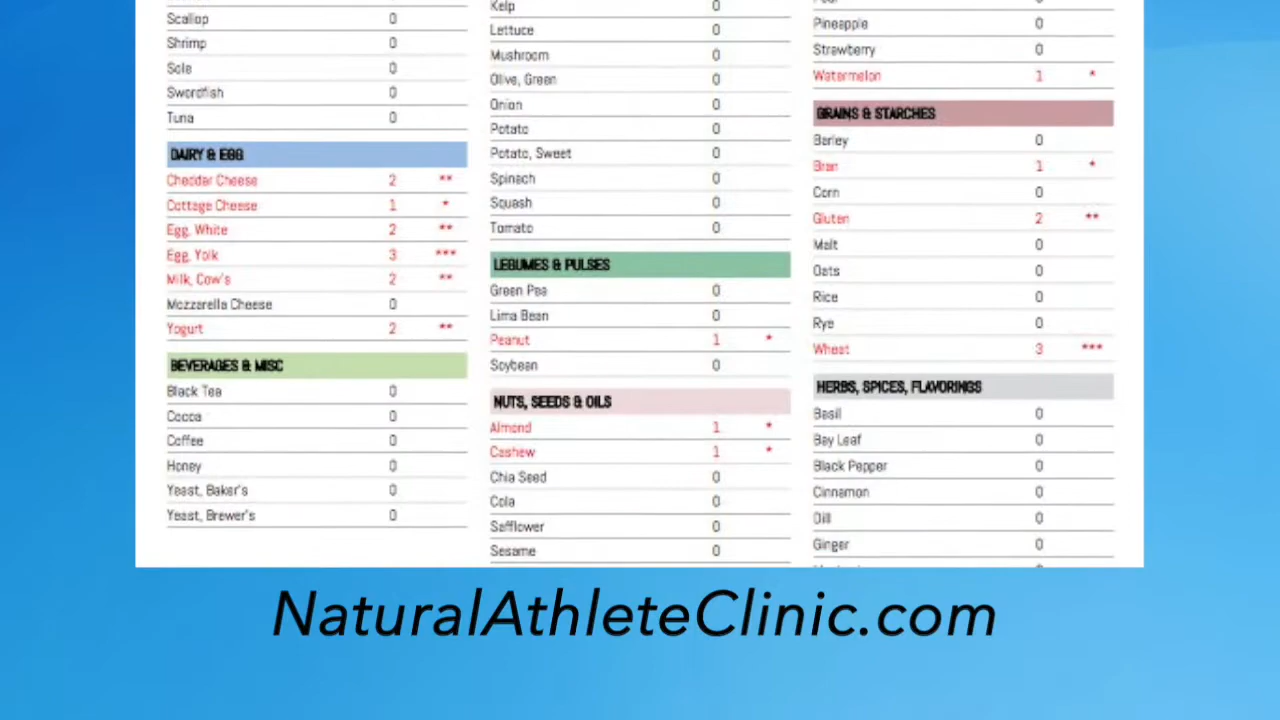 Scallop 0
Shrimp 0
Sole 0
Swordfish 0
Tuna 0
DAIRY & EGG
Cheddar Cheese 2 **
Cottage Cheese 1 *
Egg, White 2 **
Egg, Yolk 3 ***
Milk, Cow's 2 **
Mozzarella Cheese 0
Yogurt 2 **
BEVERAGES & MISC
Black Tea 0
Cocoa 0
Coffee 0
Honey 0
Yeast, Baker's 0
Yeast, Brewer's 0
Kelp 0
Lettuce 0
Mushroom 0
Olive, Green 0
Onion 0
Potato 0
Potato, Sweet 0
Spinach 0
Squash 0
Tomato 0
LEGUMES & PULSES
Green Pea 0
Lima Bean 0
Peanut 1 *
Soybean 0
NUTS, SEEDS & OILS
Almond 1 *
Cashew 1 *
Chia Seed 0
Cola 0
Safflower 0
Sesame 0
Pineapple 0
Strawberry 0
Watermelon 1 *
GRAINS & STARCHES
Barley 0
Bran 1 *
Corn 0
Gluten 2 **
Malt 0
Oats 0
Rice 0
Rye 0
Wheat 3 ***
HERBS, SPICES, FLAVORINGS
Basil 0
Bay Leaf 0
Black Pepper 0
Cinnamon 0
Dill 0
Ginger 0
NaturalAthleteClinic.com